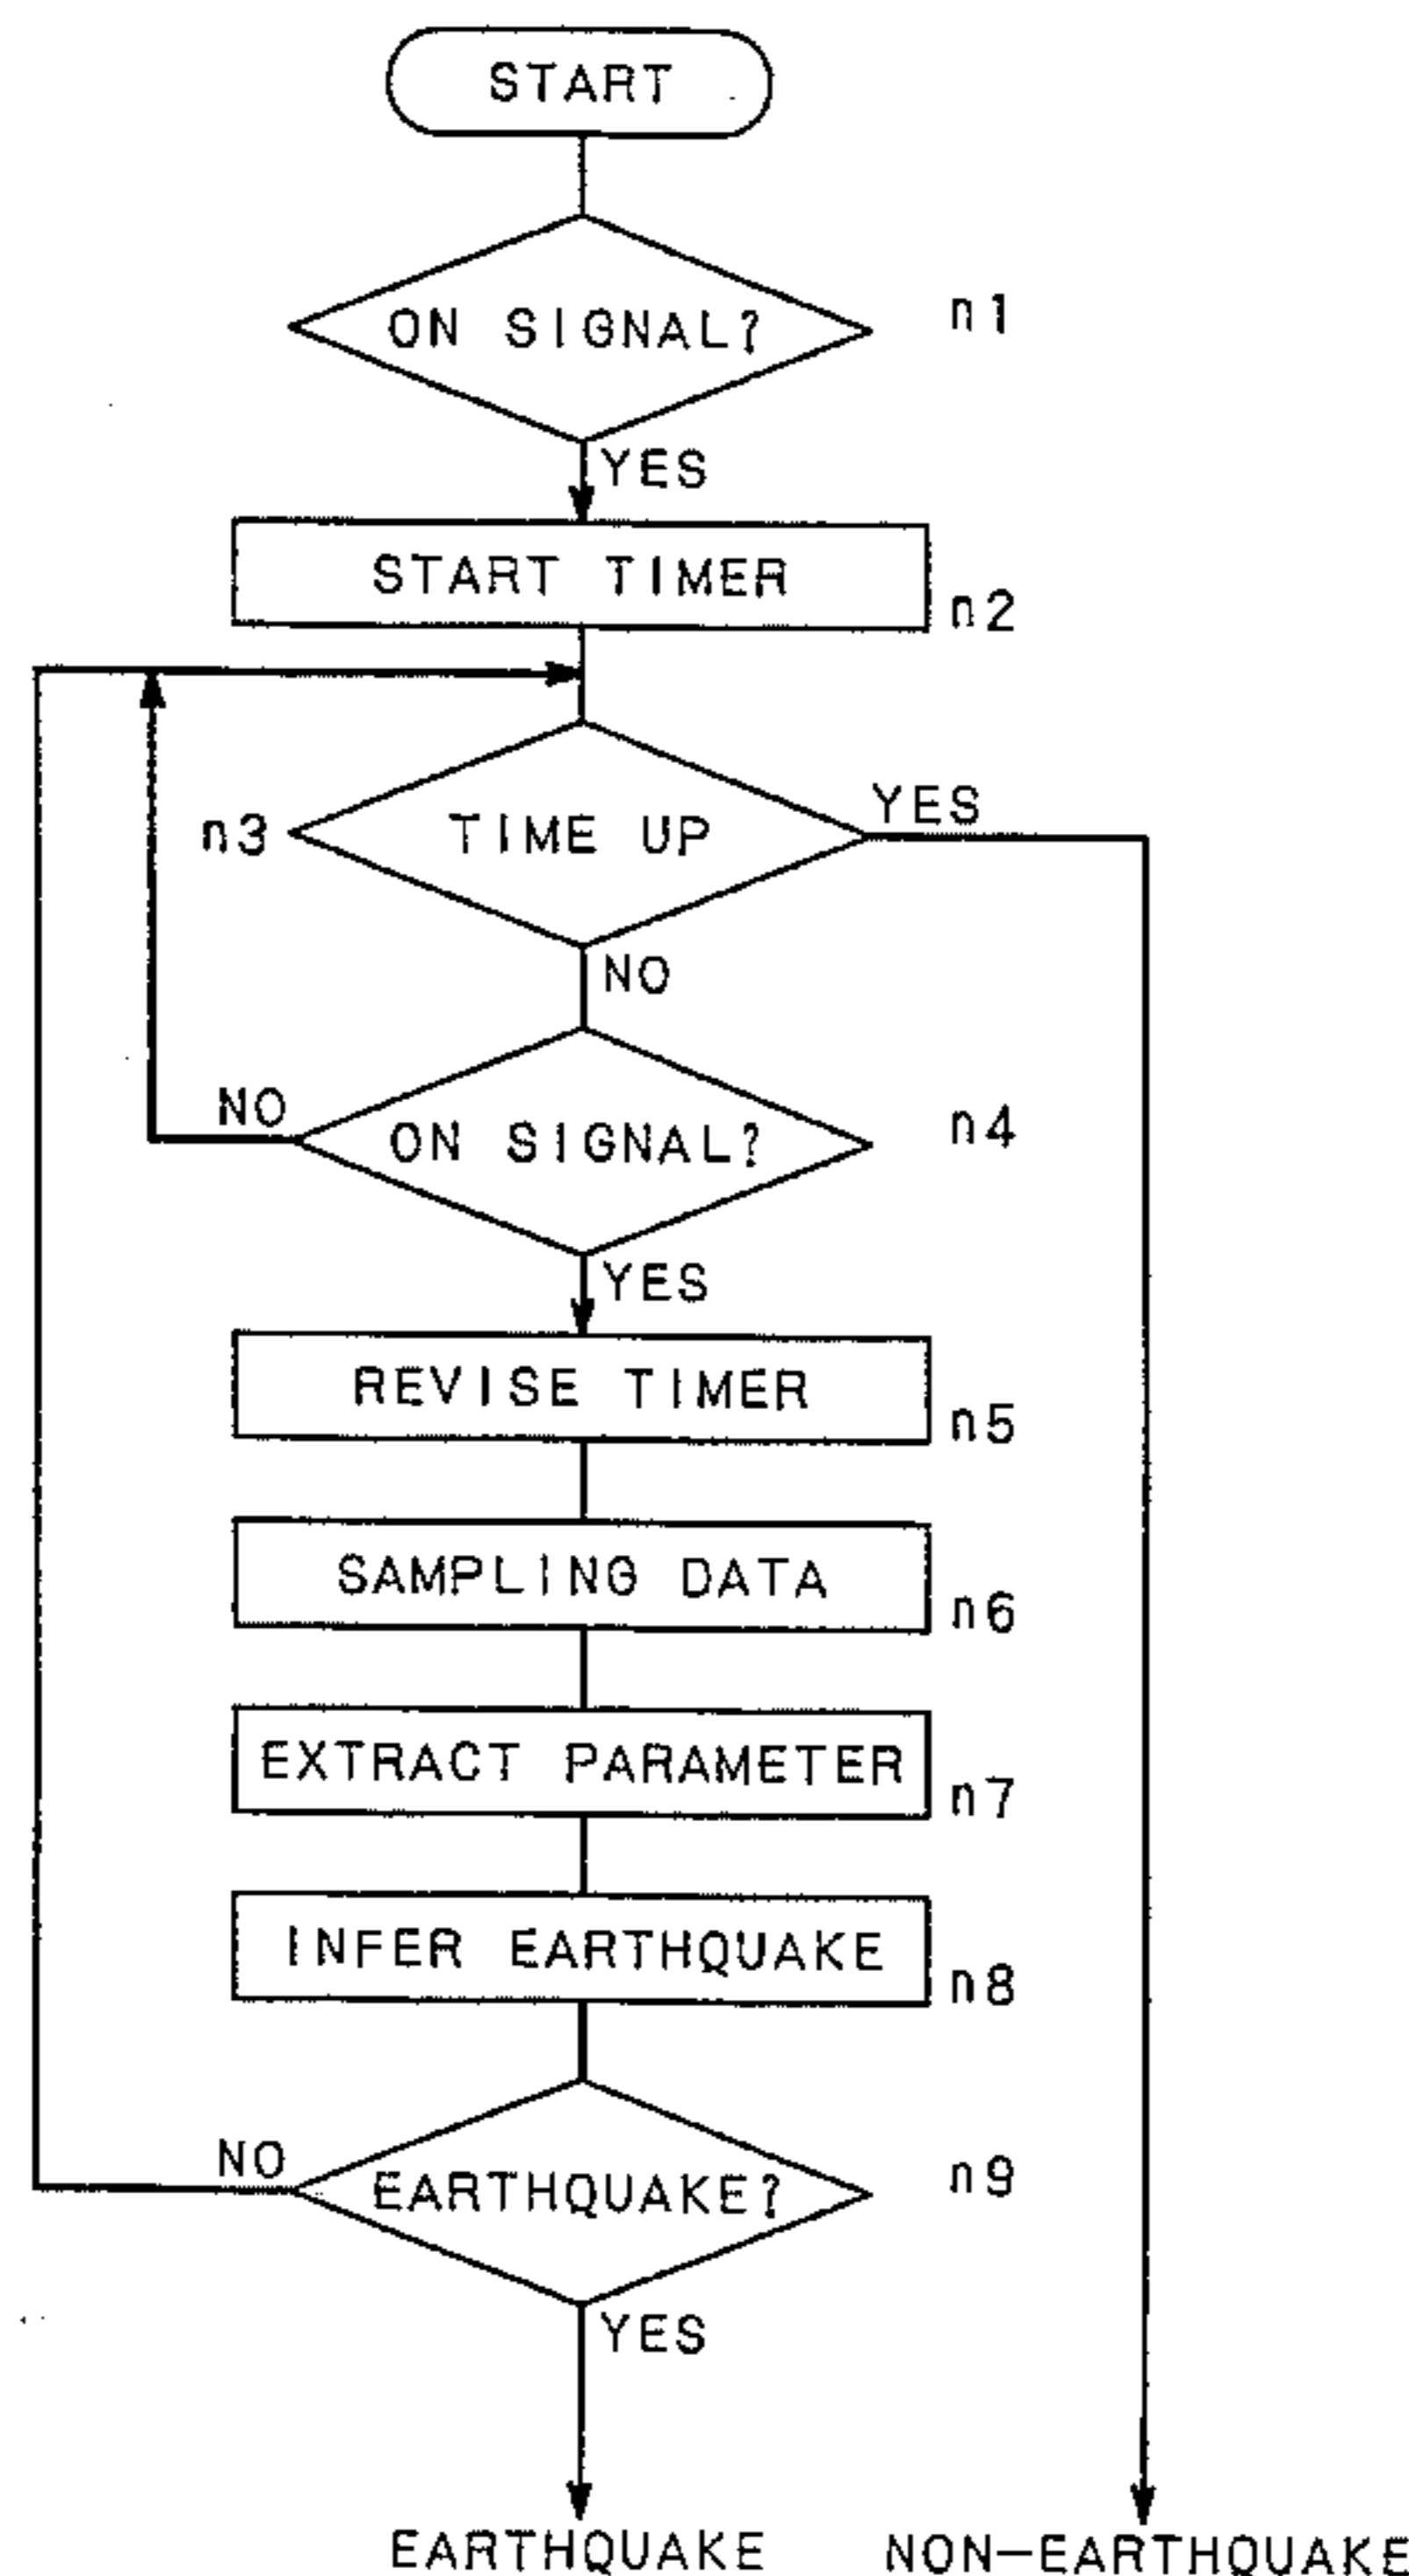 START
ON SIGNAL?
n1
YES
START TIMER
n2
YES
n3
TIME UP
NO
NO
ON SIGNAL?
n4
YES
REVISE TIMER
n5
SAMPLING DATA
n6
EXTRACT PARAMETER
n7
INFER EARTHQUAKE
n8
NO
EARTHQUAKE?
n9
YES
EARTHQUAKE
NON-EARTHQUAKE